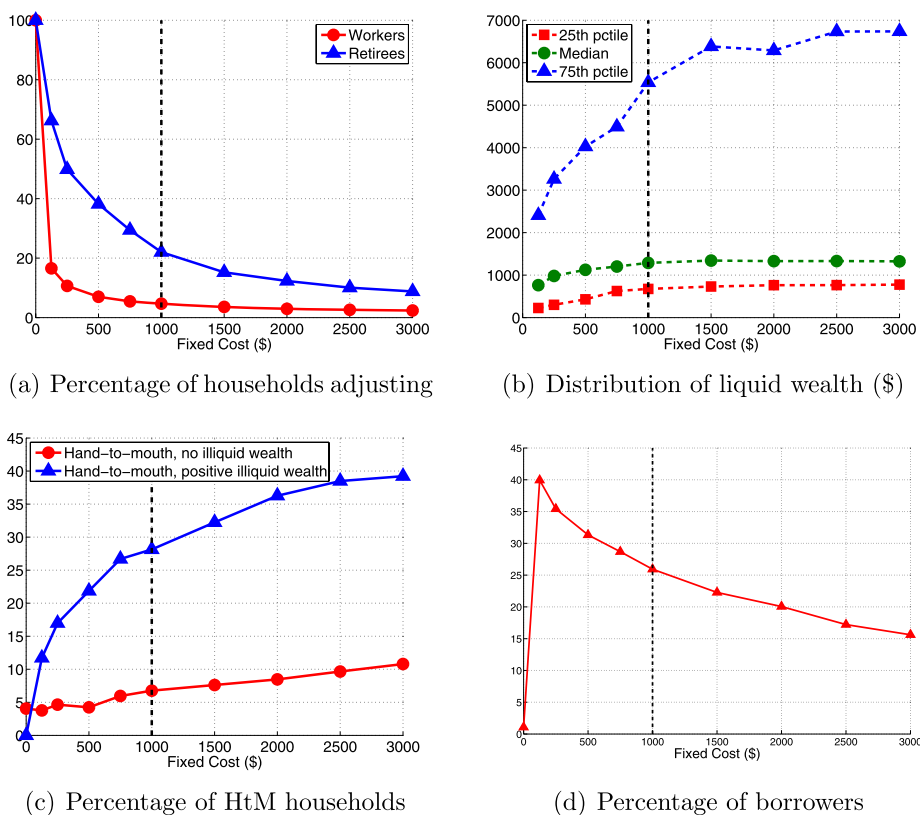 100
80
60
40
20
0
0 500 1000 1500 2000 2500 3000
Fixed Cost ($)
Workers
Retirees
(a) Percentage of households adjusting
7000
6000
5000
4000
3000
2000
1000
0
0 500 1000 1500 2000 2500 3000
Fixed Cost ($)
25th pctile
Median
75th pctile
(b) Distribution of liquid wealth ($)
45
40
35
30
25
20
15
10
5
0
0 500 1000 1500 2000 2500 3000
Fixed Cost ($)
Hand-to-mouth, no illiquid wealth
Hand-to-mouth, positive illiquid wealth
(c) Percentage of HtM households
45
40
35
30
25
20
15
10
5
0
0 500 1000 1500 2000 2500 3000
Fixed Cost ($)
(d) Percentage of borrowers